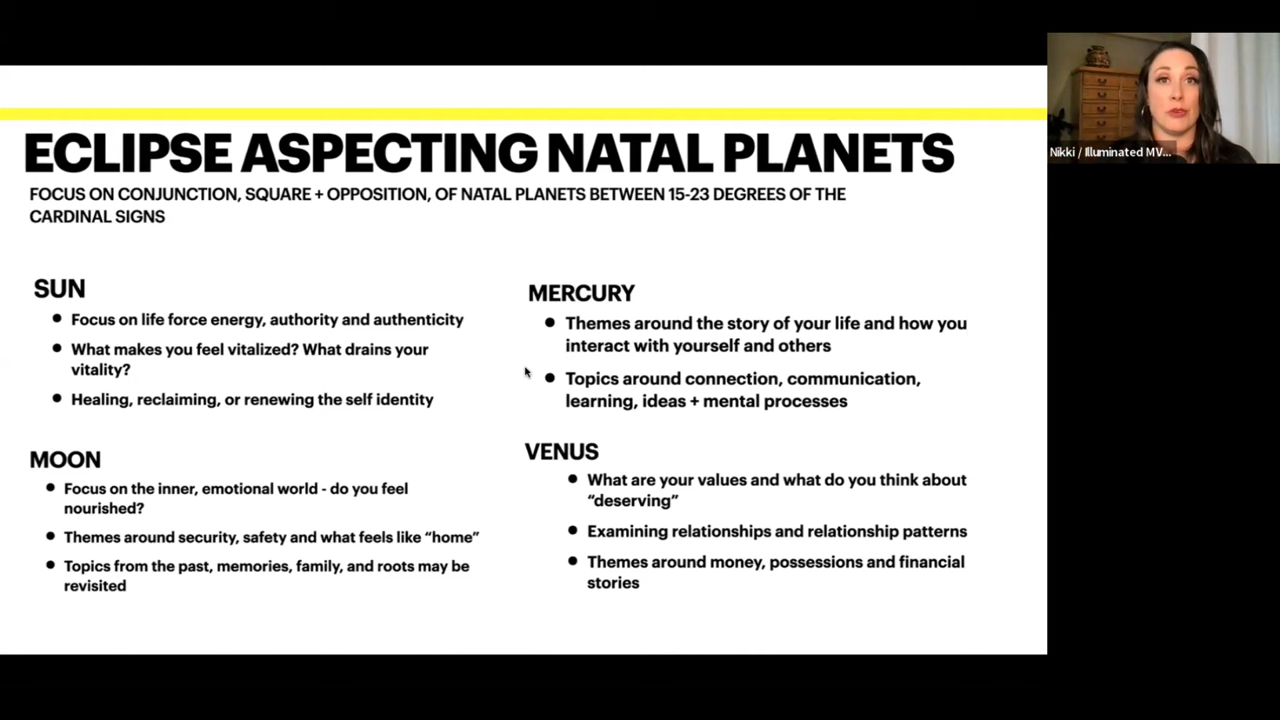 ECLIPSE ASPECTING NATAL PLANETS
FOCUS ON CONJUNCTION, SQUARE + OPPOSITION, OF NATAL PLANETS BETWEEN 15-23 DEGREES OF THE
CARDINAL SIGNS
SUN
• Focus on life force energy, authority and authenticity
• What makes you feel vitalized? What drains your
vitality?
• Healing, reclaiming, or renewing the self identity
MOON
• Focus on the inner, emotional world - do you feel
nourished?
• Themes around security, safety and what feels like “home”
• Topics from the past, memories, family, and roots may be
revisited
MERCURY
• Themes around the story of your life and how you
interact with yourself and others
• Topics around connection, communication,
learning, ideas + mental processes
VENUS
• What are your values and what do you think about
“deserving”
• Examining relationships and relationship patterns
• Themes around money, possessions and financial
stories
Nikki / Illuminated MV...